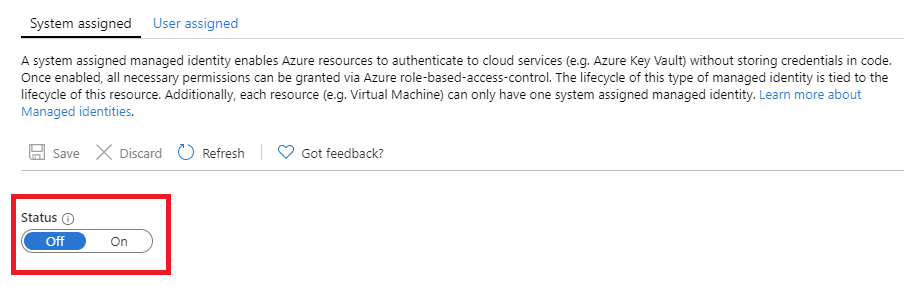 System assigned User assigned
A system assigned managed identity enables Azure resources to authenticate to cloud services (e.g. Azure Key Vault) without storing credentials in code.
Once enabled, all necessary permissions can be granted via Azure role-based-access-control. The lifecycle of this type of managed identity is tied to the
lifecycle of this resource. Additionally, each resource (e.g. Virtual Machine) can only have one system assigned managed identity. Learn more about
Managed identities.
Save Discard Refresh Got feedback?
Status
Off On